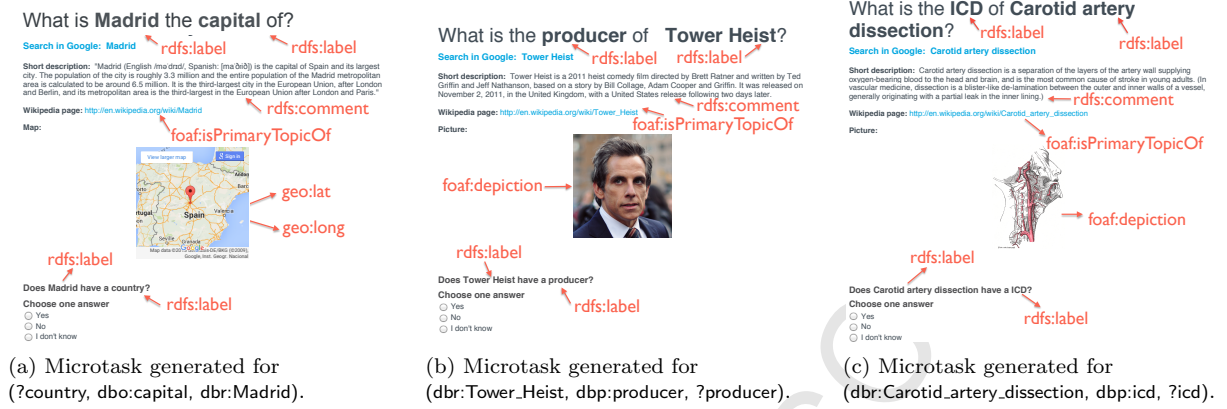 What is Madrid the capital of?
rdfs:label
rdfs:label
Search in Google: Madrid
Short description: "Madrid (English /məˈdrɪd/, Spanish: [maˈðɾið]) is the capital of Spain and its largest
city. The population of the city is roughly 3.3 million and the entire population of the Madrid metropolitan
area is calculated to be around 6.5 million. It is the third-largest city in the European Union, after London
and Berlin, and its metropolitan area is the third-largest in the European Union after London and Paris."
rdfs:comment
Wikipedia page: http://en.wikipedia.org/wiki/Madrid
foaf:isPrimaryTopicOf
Map:
View larger map
Sign in
Spain
Valencia
Seville
Granada
geo:lat
geo:long
Google, Inst. Geogr. Nacional
rdfs:label
Does Madrid have a country?
rdfs:label
Choose one answer
Yes
No
I don't know
(a) Microtask generated for
(?country, dbo:capital, dbr:Madrid).
What is the producer of Tower Heist?
rdfs:label
rdfs:label
Search in Google: Tower Heist
Short description: Tower Heist is a 2011 heist comedy film directed by Brett Ratner and written by Ted
Griffin and Jeff Nathanson, based on a story by Bill Collage, Adam Cooper and Griffin. It was released on
November 2, 2011, in the United Kingdom, with a United States release following two days later.
rdfs:comment
Wikipedia page: http://en.wikipedia.org/wiki/Tower_Heist
foaf:isPrimaryTopicOf
Picture:
foaf:depiction
rdfs:label
Does Tower Heist have a producer?
rdfs:label
Choose one answer
Yes
No
I don't know
(b) Microtask generated for
(dbr:Tower_Heist, dbp:producer, ?producer).
What is the ICD of Carotid artery
dissection?
rdfs:label
rdfs:label
Search in Google: Carotid artery dissection
Short description: Carotid artery dissection is a separation of the layers of the artery wall supplying
oxygen-bearing blood to the head and brain, and is the most common cause of stroke in young adults. (In
vascular medicine, dissection is a blister-like de-lamination between the outer and inner walls of a vessel,
generally originating with a partial leak in the inner lining.)
rdfs:comment
Wikipedia page: http://en.wikipedia.org/wiki/Carotid_artery_dissection
foaf:isPrimaryTopicOf
Picture:
foaf:depiction
rdfs:label
Does Carotid artery dissection have a ICD?
rdfs:label
Choose one answer
Yes
No
I don't know
(c) Microtask generated for
(dbr:Carotid_artery_dissection, dbp:icd, ?icd).